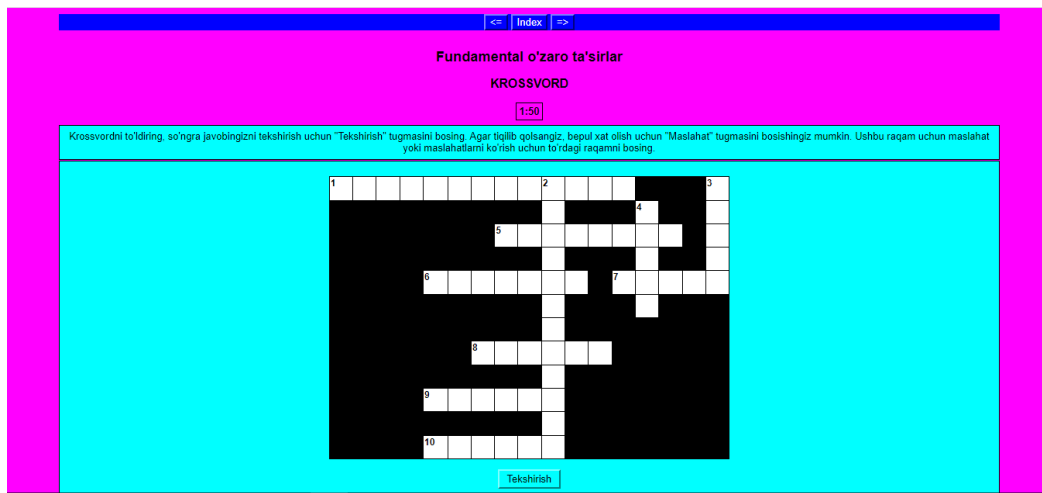 <= Index =>
Fundamental o'zaro ta'sirlar
KROSSVORD
1:50
Krossvordni to'ldiring, so'ngra javobingizni tekshirish uchun "Tekshirish" tugmasini bosing. Agar tiqilib qolsangiz, bepul xat olish uchun "Maslahat" tugmasini bosishingiz mumkin. Ushbu raqam uchun maslahat
yoki maslahatlarni ko'rish uchun to'rdagi raqamni bosing.
1 2 3
4
5
6 7
8
9
10
Tekshirish